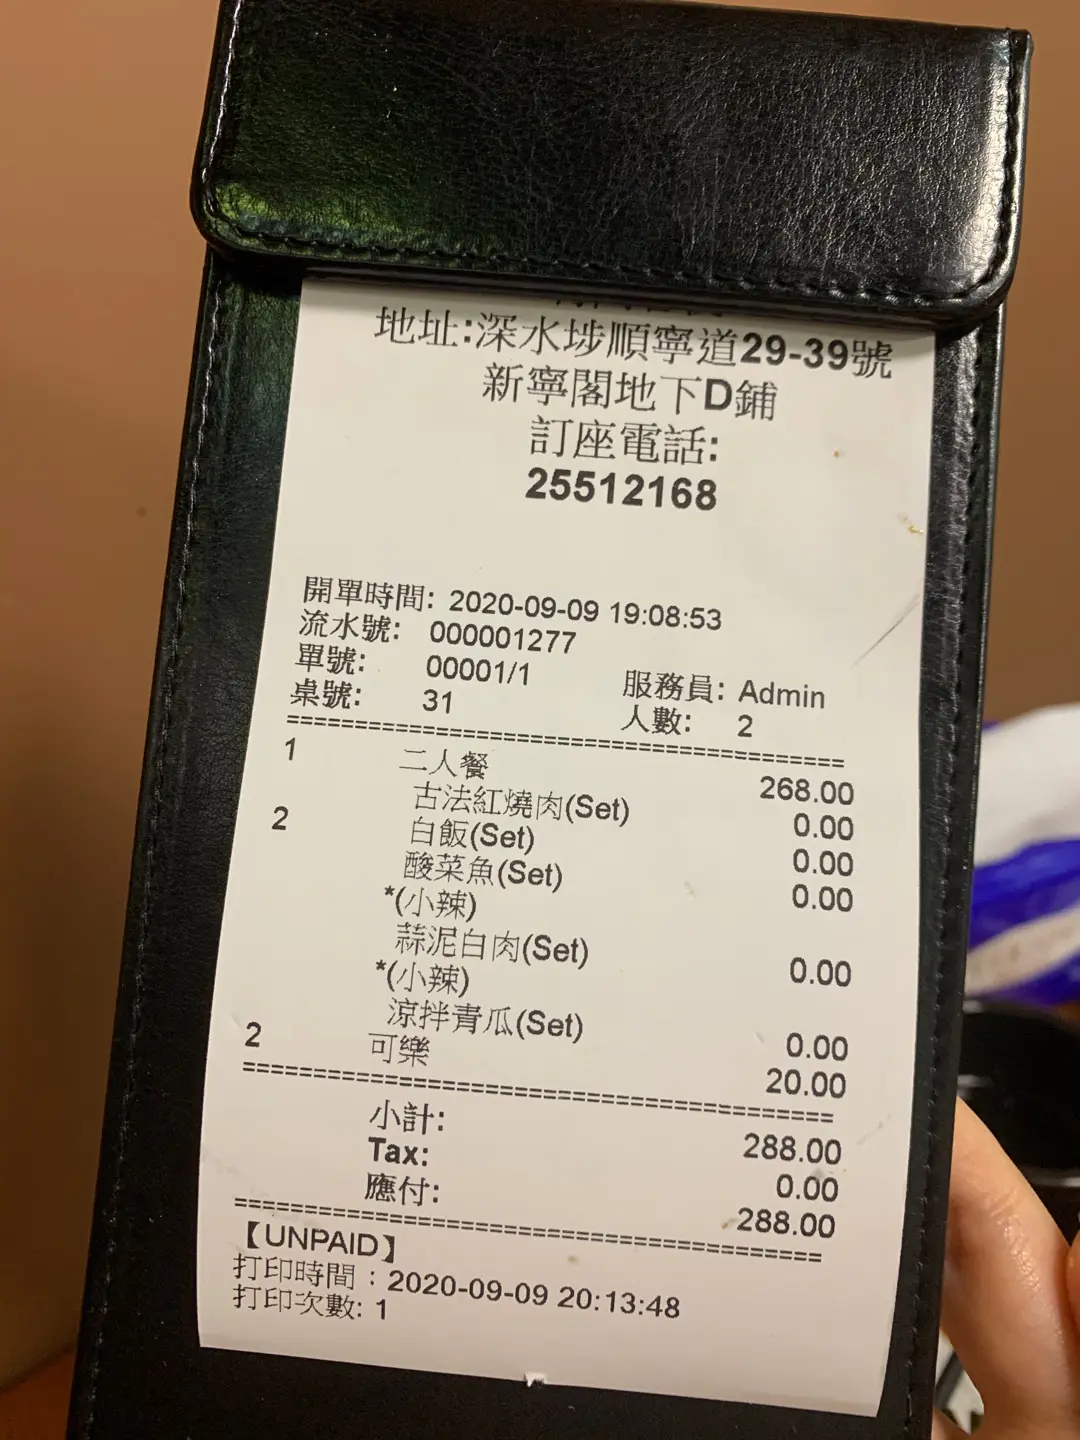 地址:深水埗順寧道29-39號
新寧閣地下D鋪
訂座電話:
25512168
開單時間: 2020-09-09 19:08:53
流水號: 000001277
單號: 00001/1 服務員: Admin
桌號: 31 人數: 2
1 二人餐 268.00
古法紅燒肉(Set) 0.00
2 白飯(Set) 0.00
酸菜魚(Set) 0.00
*(小辣)
蒜泥白肉(Set) 0.00
*(小辣)
涼拌青瓜(Set) 0.00
2 可樂 20.00
小計: 288.00
Tax: 0.00
應付: 288.00
【UNPAID】
打印時間：2020-09-09 20:13:48
打印次數: 1